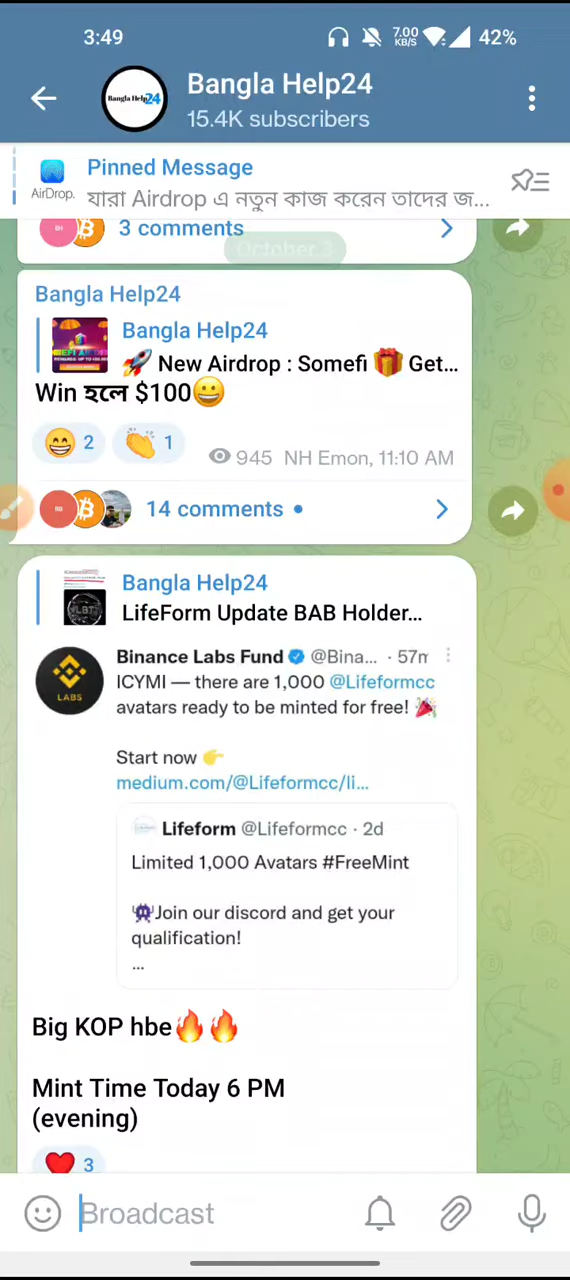 3:49
7.00
KB/S
42%
Bangla Help24
Bangla Help24
15.4K subscribers
Pinned Message
AirDrop.
যারা Airdrop এ নতুন কাজ করেন তাদের জ...
3 comments
October 3
Bangla Help24
Bangla Help24
🚀 New Airdrop : Somefi 🎁 Get...
Win হলে $100😀
😁 2
👏 1
945 NH Emon, 11:10 AM
14 comments
Bangla Help24
LifeForm Update BAB Holder...
Binance Labs Fund @Bina... · 57m
LABS
ICYMI — there are 1,000 @Lifeformcc
avatars ready to be minted for free! 🎉
Start now 👉
medium.com/@Lifeformcc/li...
Lifeform @Lifeformcc · 2d
Limited 1,000 Avatars #FreeMint
👾Join our discord and get your
qualification!
...
Big KOP hbe🔥🔥
Mint Time Today 6 PM
(evening)
❤️ 3
Broadcast